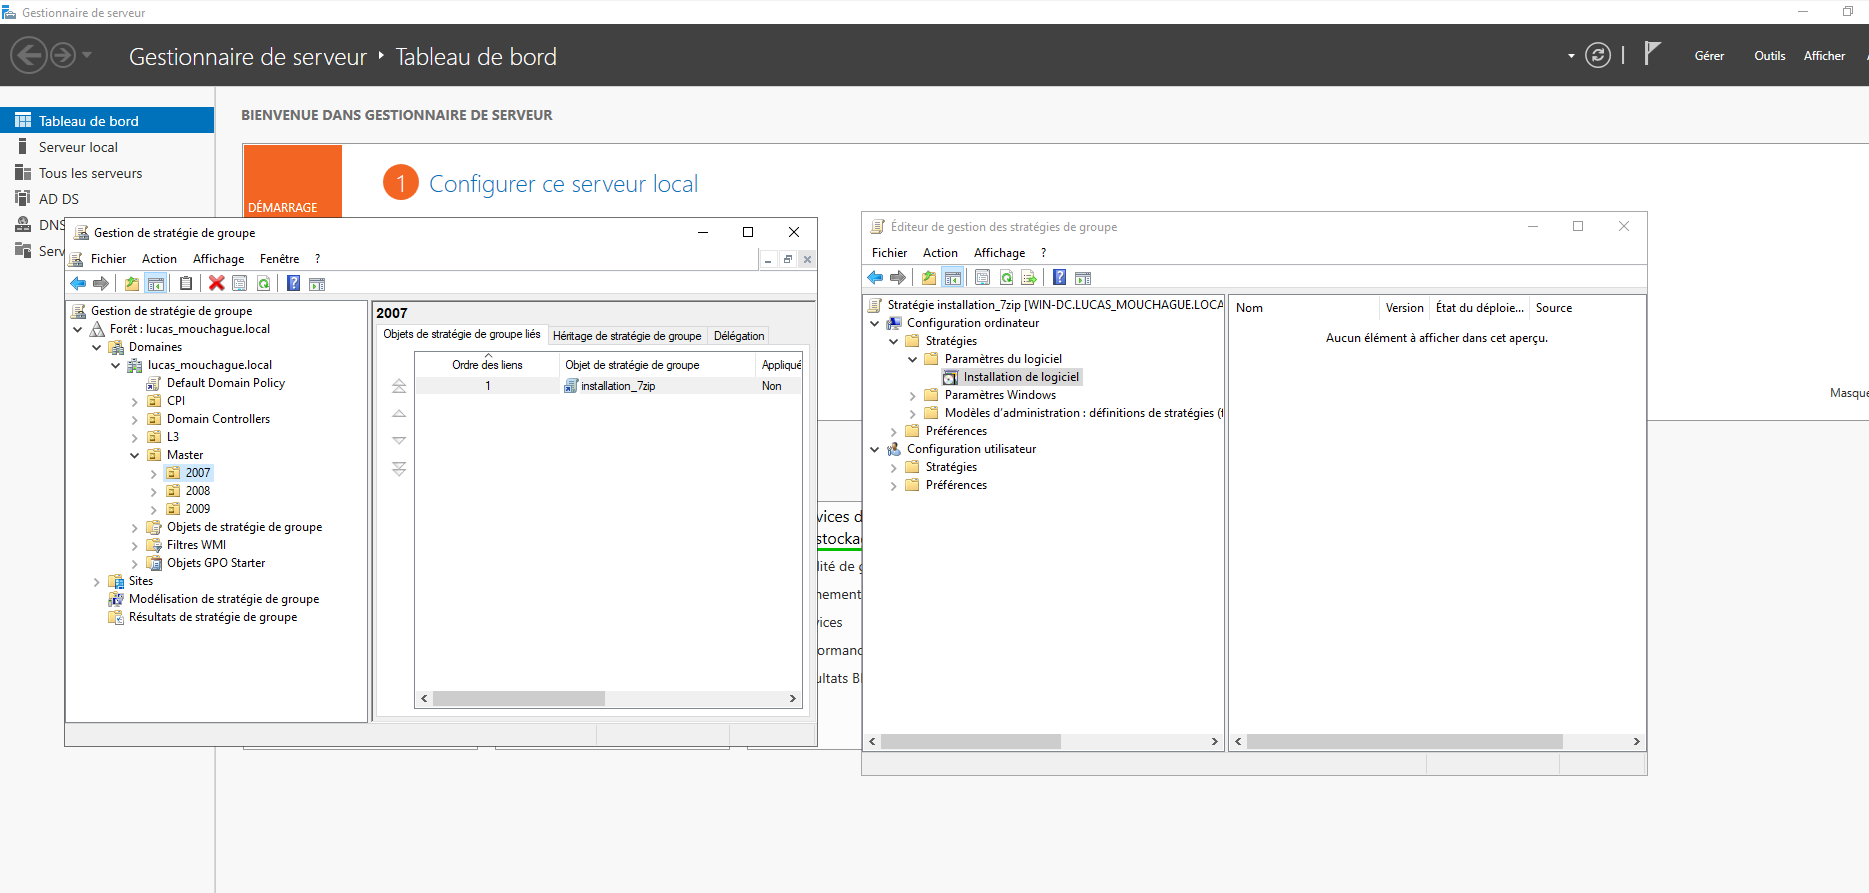 Gestionnaire de serveur
Gestionnaire de serveur ‣ Tableau de bord
Gérer Outils Afficher
Tableau de bord
Serveur local
Tous les serveurs
AD DS
DNS
Serv
BIENVENUE DANS GESTIONNAIRE DE SERVEUR
DÉMARRAGE
1 Configurer ce serveur local
Masque
Gestion de stratégie de groupe
Fichier Action Affichage Fenêtre ?
Gestion de stratégie de groupe
Forêt : lucas_mouchague.local
Domaines
lucas_mouchague.local
Default Domain Policy
CPI
Domain Controllers
L3
Master
2007
2008
2009
Objets de stratégie de groupe
Filtres WMI
Objets GPO Starter
Sites
Modélisation de stratégie de groupe
Résultats de stratégie de groupe
2007
Objets de stratégie de groupe liés Héritage de stratégie de groupe Délégation
Ordre des liens Objet de stratégie de groupe Appliqué
1 installation_7zip Non
vices d
stocka
lité de g
nement
vices
orman
ultats B
Éditeur de gestion des stratégies de groupe
Fichier Action Affichage ?
Stratégie installation_7zip [WIN-DC.LUCAS_MOUCHAGUE.LOCA
Configuration ordinateur
Stratégies
Paramètres du logiciel
Installation de logiciel
Paramètres Windows
Modèles d'administration : définitions de stratégies (f
Préférences
Configuration utilisateur
Stratégies
Préférences
Nom Version État du déploie... Source
Aucun élément à afficher dans cet aperçu.